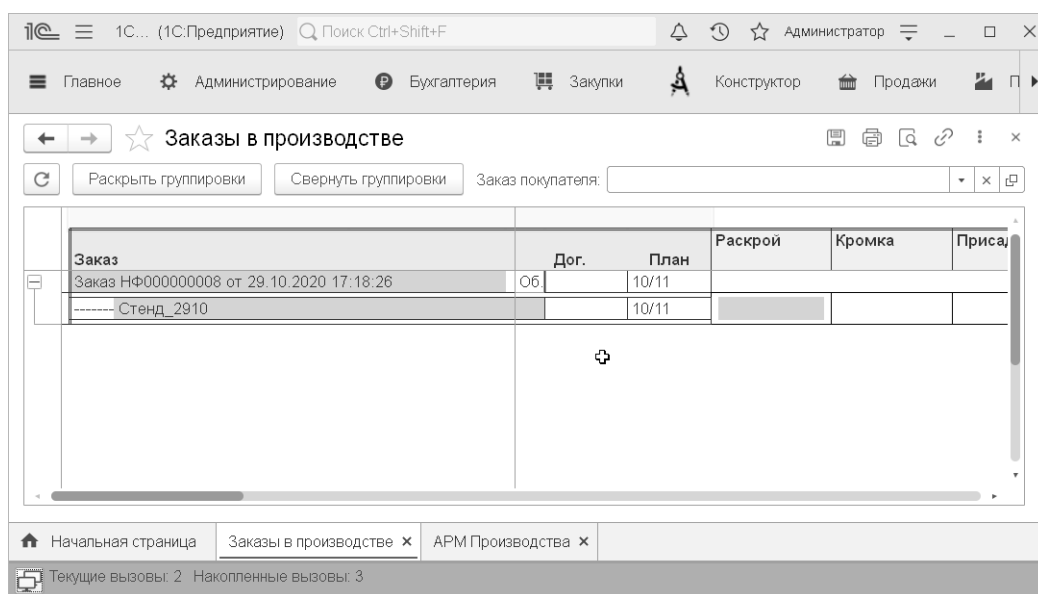 1С... (1С:Предприятие) Поиск Ctrl+Shift+F Администратор
Главное Администрирование Бухгалтерия Закупки Конструктор Продажи П
Заказы в производстве
Раскрыть группировки Свернуть группировки Заказ покупателя:
Заказ Дог. План Раскрой Кромка Приса
Заказ НФ000000008 от 29.10.2020 17:18:26 Об. 10/11
------- Стенд_2910 10/11
Начальная страница Заказы в производстве АРМ Производства
Текущие вызовы: 2 Накопленные вызовы: 3